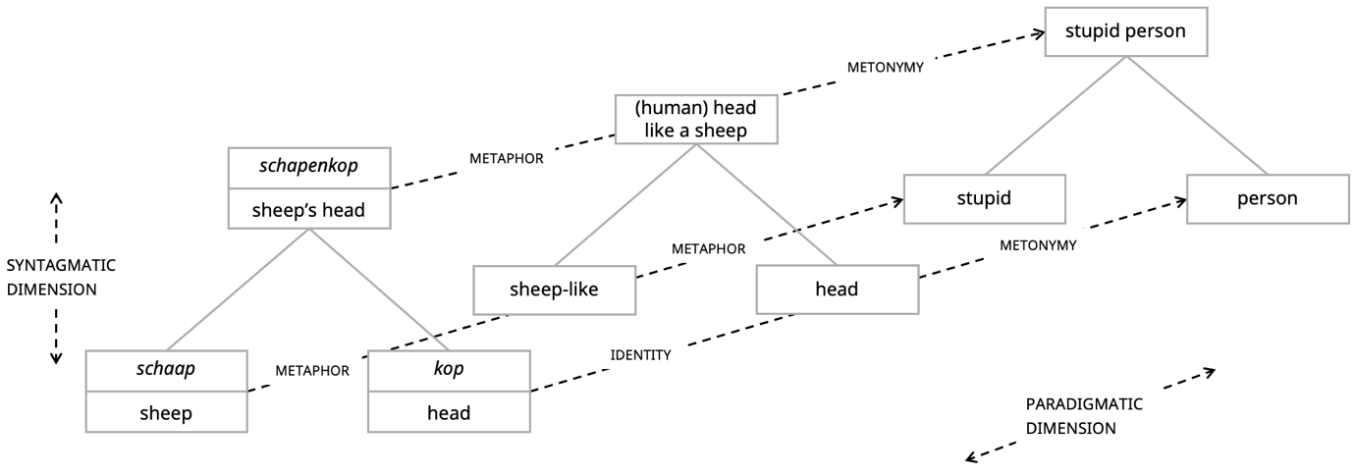 stupid person
METONYMY
(human) head
like a sheep
METAPHOR
schapenkop
sheep's head
stupid
person
METAPHOR
METONYMY
SYNTAGMATIC
DIMENSION
sheep-like
head
IDENTITY
METAPHOR
schaap
sheep
kop
head
PARADIGMATIC
DIMENSION